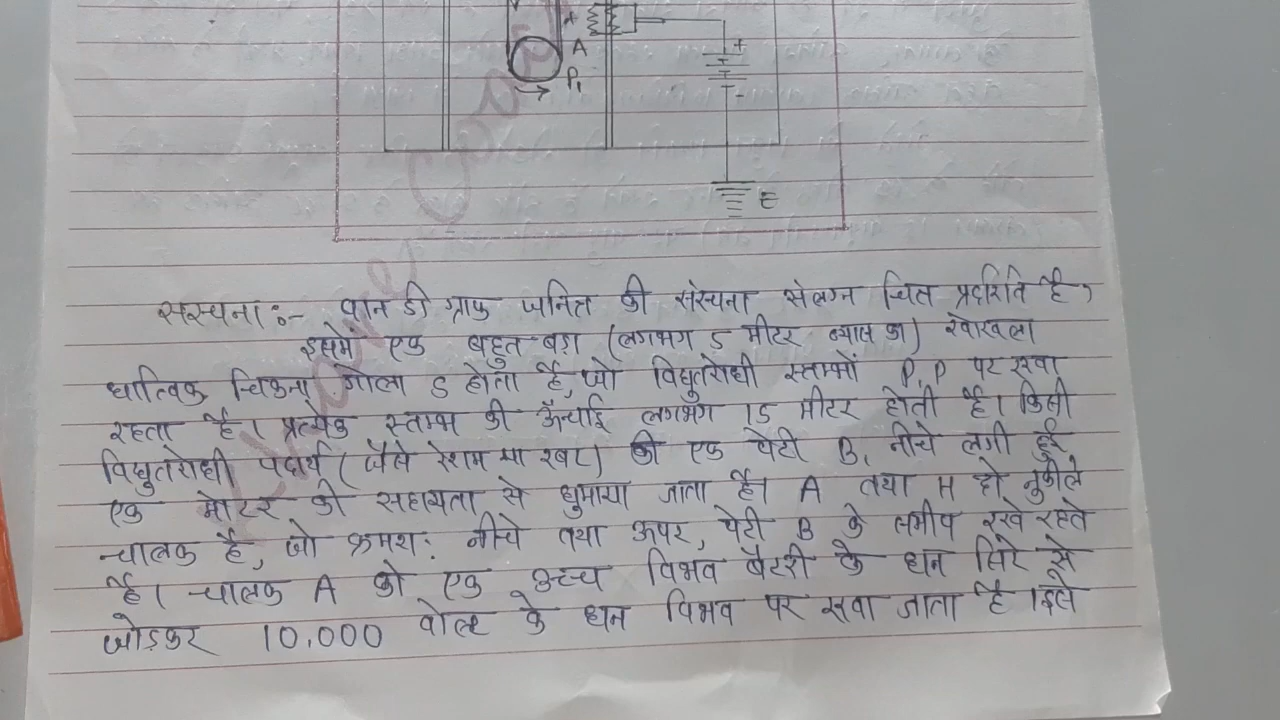 +
A
P₁
+
-
E
संरचना:- वान डी ग्राफ जनित्र की संरचना संलग्न चित्र प्रदर्शित है,
इसमें एक बहुत बड़ा (लगभग 5 मीटर व्यास का) खोखला
धात्विक चिकना गोला S होता है, जो विद्युतरोधी स्तम्भों P, P पर रखा
रहता है। प्रत्येक स्तम्भ की ऊँचाई लगभग 15 मीटर होती है। किसी
विद्युतरोधी पदार्थ (जैसे रेशम या रबर) की एक पेटी B, नीचे लगी हुई
एक मोटर की सहायता से घुमाया जाता है। A तथा H दो नुकीले
चालक है, जो क्रमश: नीचे तथा ऊपर, पेटी B के समीप रखे रहते
है। चालक A को एक उच्च विभव बैटरी के धन सिरे से
जोड़कर 10,000 वोल्ट के धन विभव पर रखा जाता है। इसे